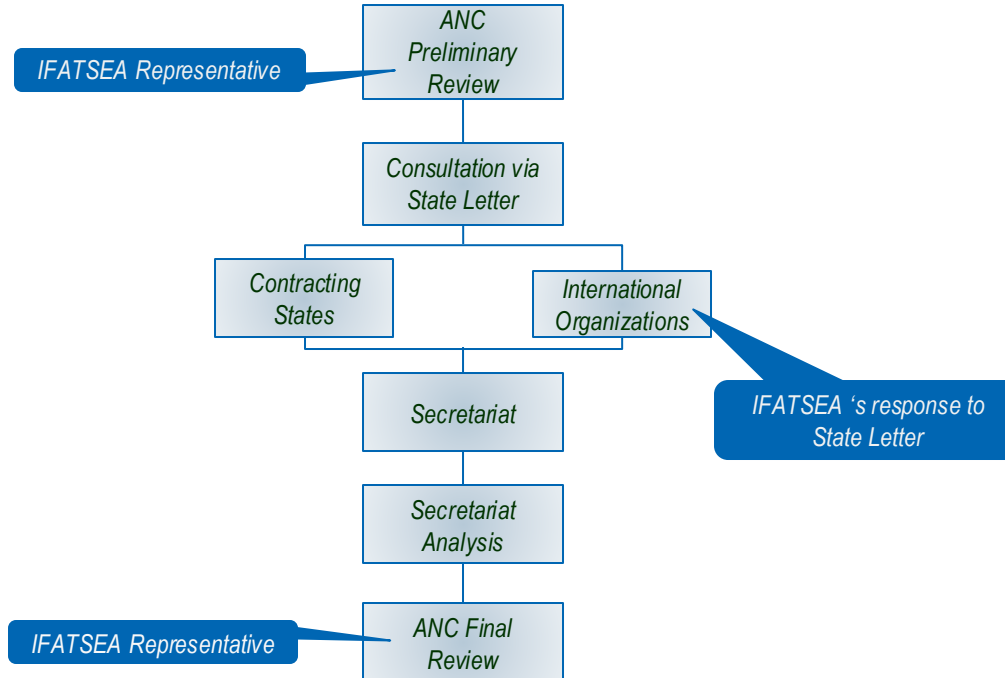 ANC
Preliminary
Review
IFATSEA Representative
Consultation via
State Letter
Contracting
States
International
Organizations
IFATSEA ‘s response to
State Letter
Secretariat
Secretariat
Analysis
ANC Final
Review
IFATSEA Representative